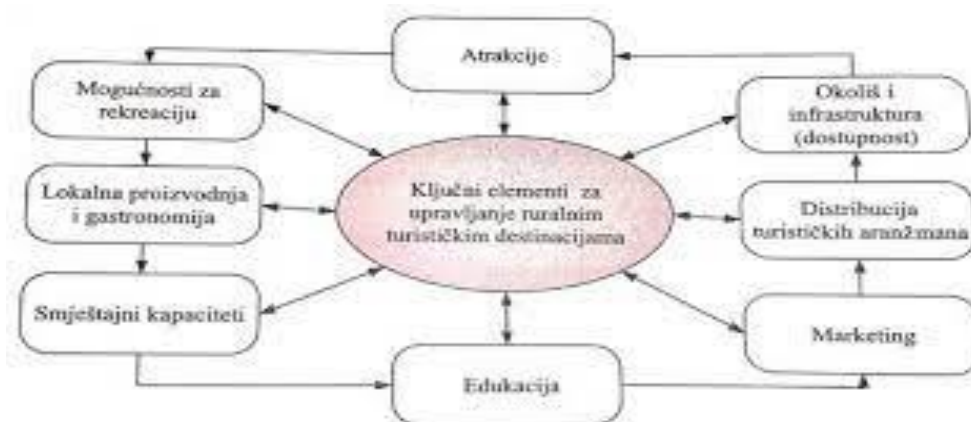 Atrakcije
Mogućnosti za
rekreaciju
Okoliš i
infrastruktura
(dostupnost)
Ključni elementi za
upravljanje ruralnim
turističkim destinacijama
Lokalna proizvodnja
i gastronomija
Distribucija
turističkih aranžmana
Smještajni kapaciteti
Marketing
Edukacija